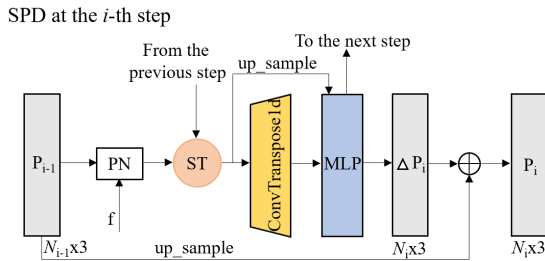 SPD at the i-th step
From the
previous step
To the next step
up_sample
P_{i-1}
PN
ST
ConvTranspose1d
MLP
Δ P_i
P_i
f
N_{i-1}x3
up_sample
N_ix3
N_ix3